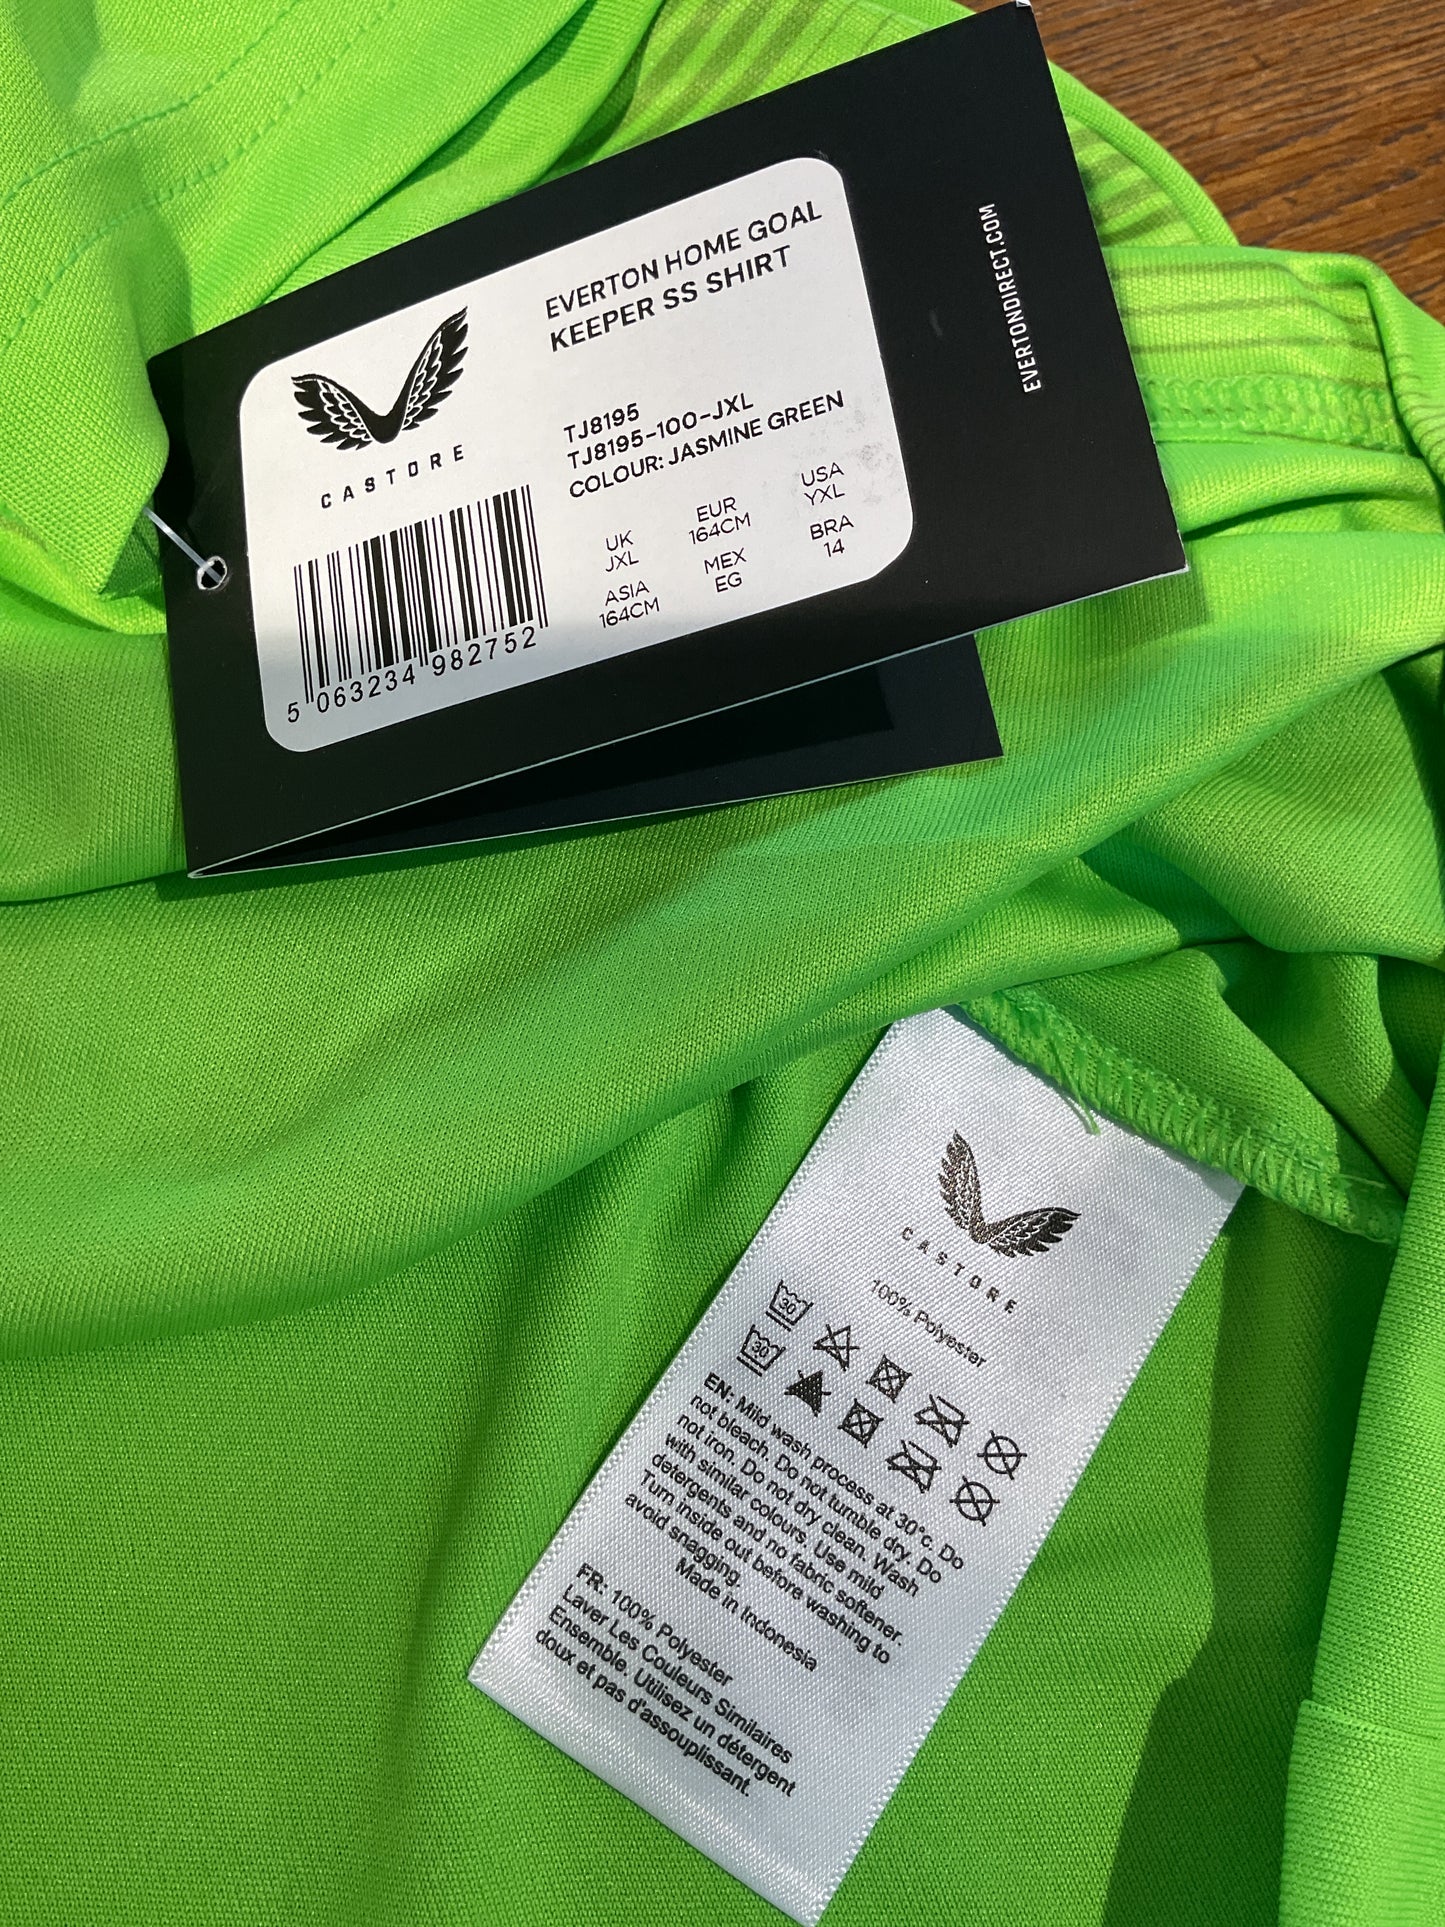 EVERTON HOME GOAL
KEEPER SS SHIRT
CASTORE
TJ8195
TJ8195-100-JXL
COLOUR: JASMINE GREEN
UK
JXL
EUR
164CM
USA
YXL
ASIA
164CM
MEX
EG
BRA
14
5 063234 982752
EVERTONDIRECT.COM
CASTORE
100% Polyester
30
30
EN: Mild wash process at 30°c. Do
not bleach. Do not tumble dry. Do
not iron. Do not dry clean. Wash
with similar colours. Use mild
detergents and no fabric softener.
Turn inside out before washing to
avoid snagging.
Made in Indonesia
FR: 100% Polyester
Laver Les Couleurs Similaires
Ensemble. Utilisez un détergent
doux et pas d'assouplissant.